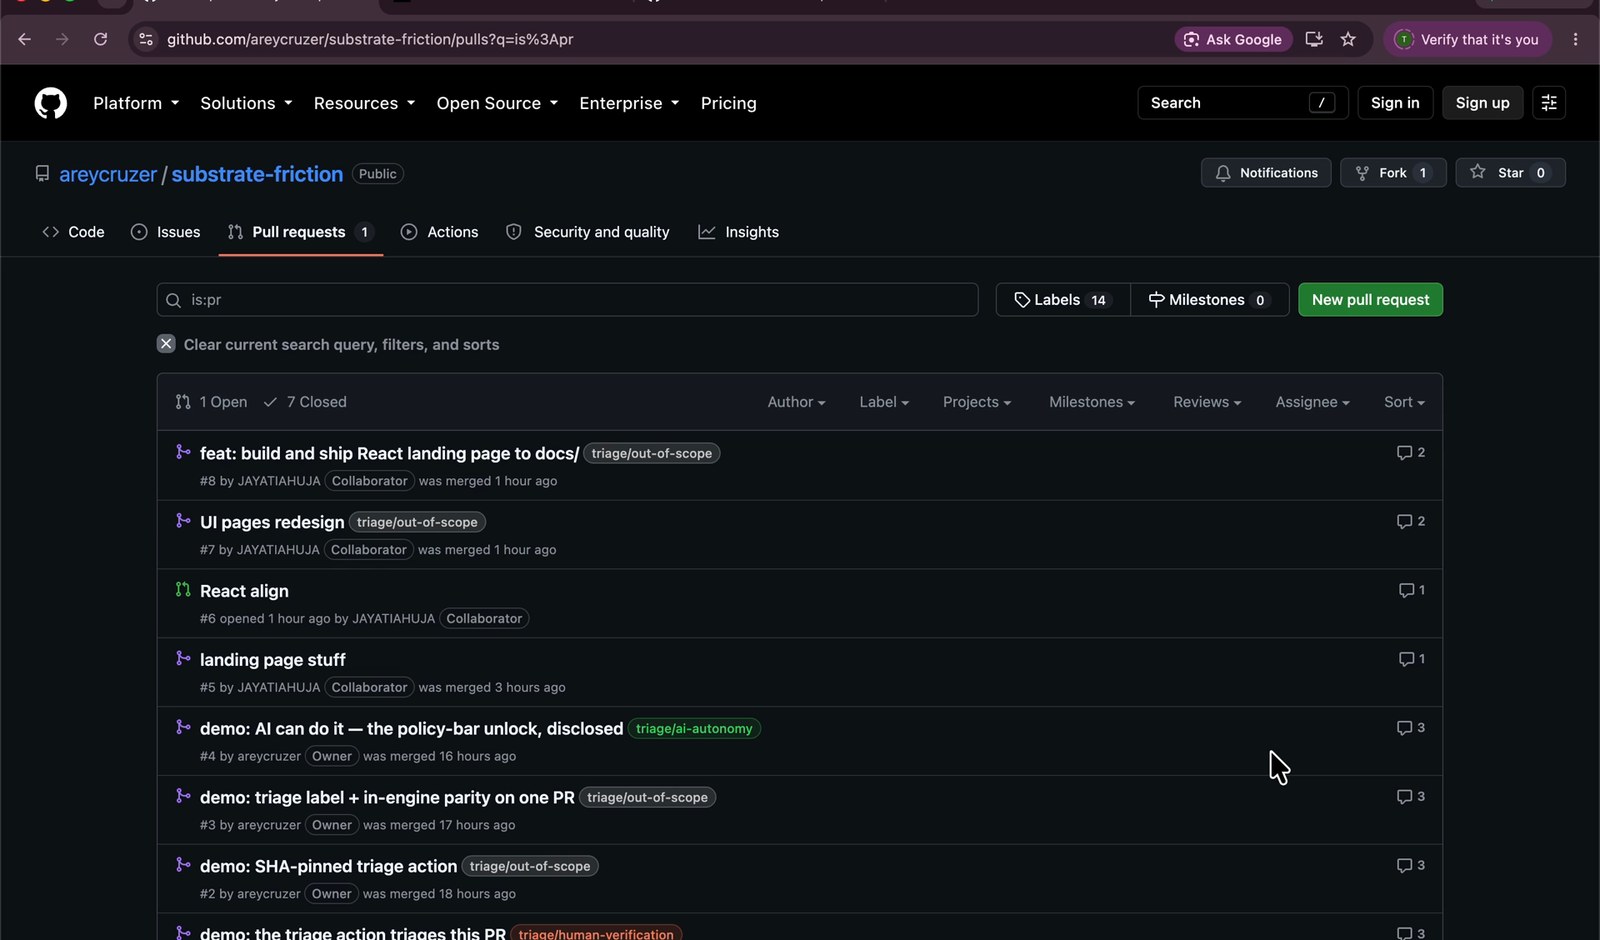 github.com/areycruzer/substrate-friction/pulls?q=is%3Apr
Ask Google
T
Verify that it's you
Platform
Solutions
Resources
Open Source
Enterprise
Pricing
Search
/
Sign in
Sign up
areycruzer/substrate-friction
Public
Notifications
Fork 1
Star 0
Code
Issues
Pull requests 1
Actions
Security and quality
Insights
is:pr
Labels 14
Milestones 0
New pull request
Clear current search query, filters, and sorts
1 Open
7 Closed
Author
Label
Projects
Milestones
Reviews
Assignee
Sort
feat: build and ship React landing page to docs/ triage/out-of-scope
2
#8 by JAYATIAHUJA Collaborator was merged 1 hour ago
UI pages redesign triage/out-of-scope
2
#7 by JAYATIAHUJA Collaborator was merged 1 hour ago
React align
1
#6 opened 1 hour ago by JAYATIAHUJA Collaborator
landing page stuff
1
#5 by JAYATIAHUJA Collaborator was merged 3 hours ago
demo: AI can do it — the policy-bar unlock, disclosed triage/ai-autonomy
3
#4 by areycruzer Owner was merged 16 hours ago
demo: triage label + in-engine parity on one PR triage/out-of-scope
3
#3 by areycruzer Owner was merged 17 hours ago
demo: SHA-pinned triage action triage/out-of-scope
3
#2 by areycruzer Owner was merged 18 hours ago
demo: the triage action triages this PR triage/human-verification
3